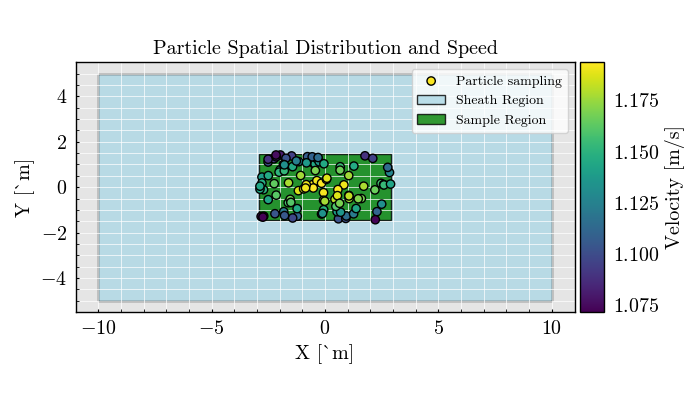 Particle Spatial Distribution and Speed
Particle sampling
Sheath Region
Sample Region
4
2
0
−2
−4
Y [`m]
−10
−5
0
5
10
X [`m]
1.175
1.150
1.125
1.100
1.075
Velocity [m/s]